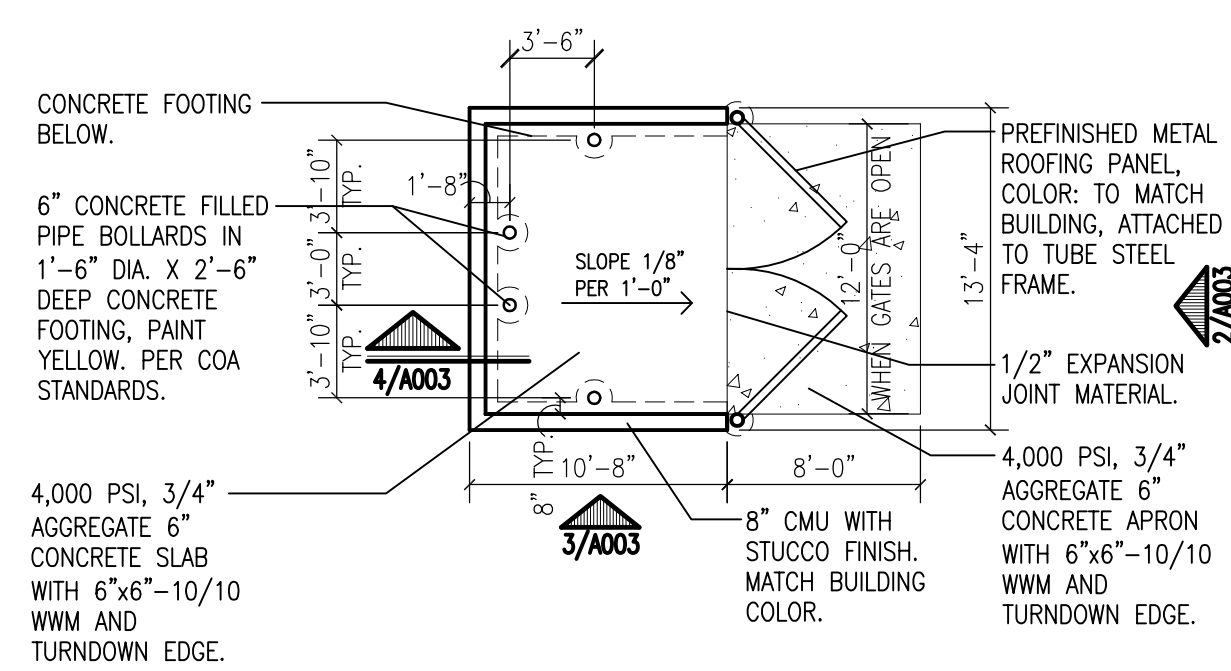 3'-6"
CONCRETE FOOTING
BELOW.
6" CONCRETE FILLED
PIPE BOLLARDS IN
1'-6" DIA. X 2'-6"
DEEP CONCRETE
FOOTING, PAINT
YELLOW. PER COA
STANDARDS.
3'-10"
TYP.
3'-0"
TYP.
3'-10"
TYP.
1'-8"
SLOPE 1/8"
PER 1'-0"
4/A003
12'-0"
WHEN GATES ARE OPEN
13'-4"
PREFINISHED METAL
ROOFING PANEL,
COLOR: TO MATCH
BUILDING, ATTACHED
TO TUBE STEEL
FRAME.
2/A003
1/2" EXPANSION
JOINT MATERIAL.
4,000 PSI, 3/4"
AGGREGATE 6"
CONCRETE SLAB
WITH 6"x6"-10/10
WWM AND
TURNDOWN EDGE.
8" TYP.
10'-8"
8'-0"
3/A003
8" CMU WITH
STUCCO FINISH.
MATCH BUILDING
COLOR.
4,000 PSI, 3/4"
AGGREGATE 6"
CONCRETE APRON
WITH 6"x6"-10/10
WWM AND
TURNDOWN EDGE.